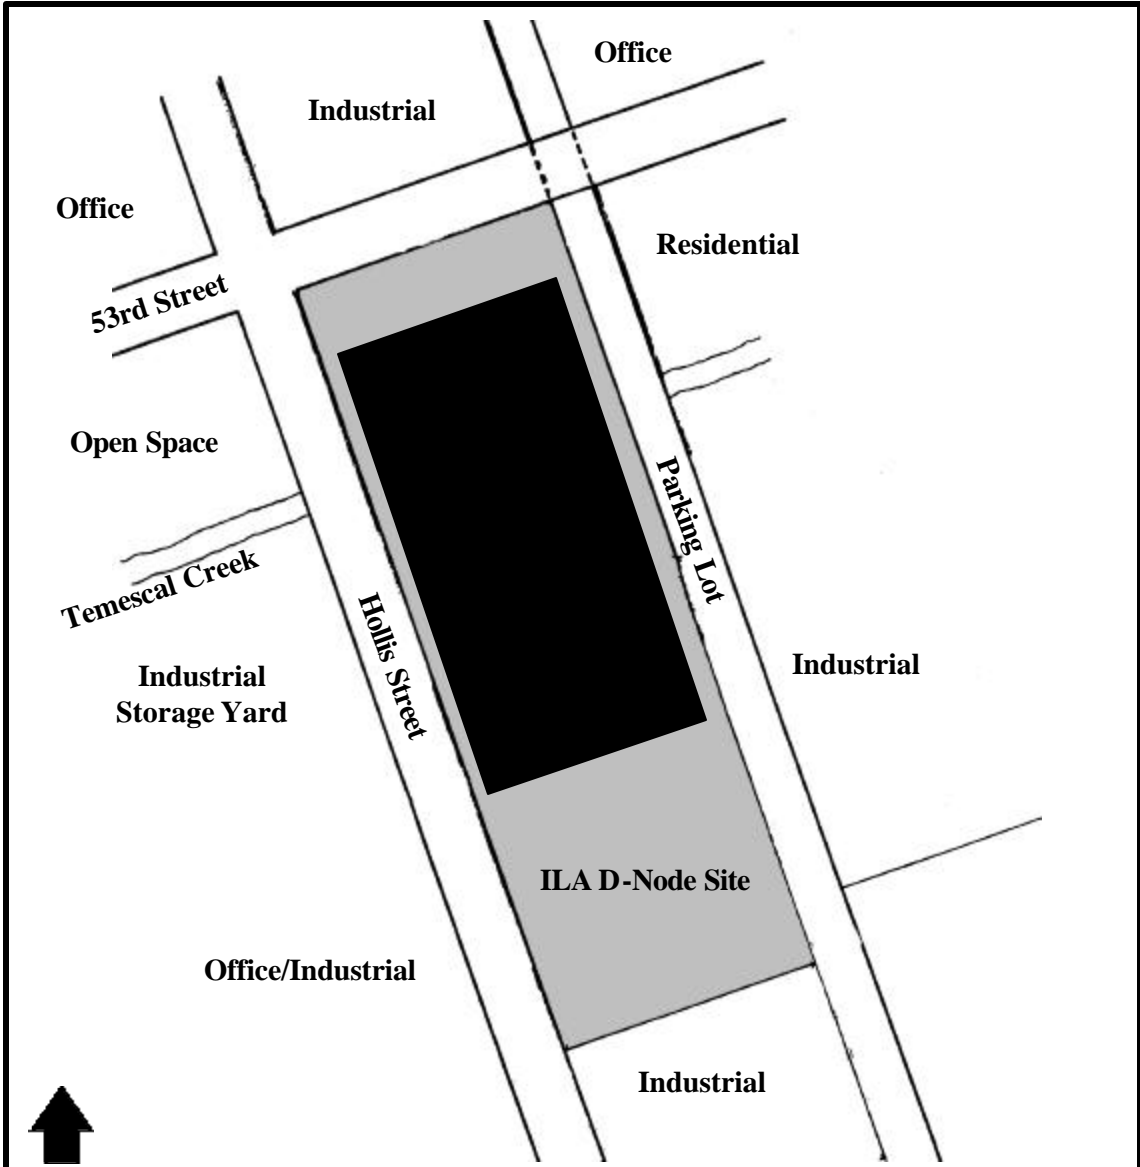 Office
Industrial
Office
Residential
53rd Street
Open Space
Parking Lot
Temescal Creek
Hollis Street
Industrial
Industrial
Storage Yard
ILA D-Node Site
Office/Industrial
Industrial